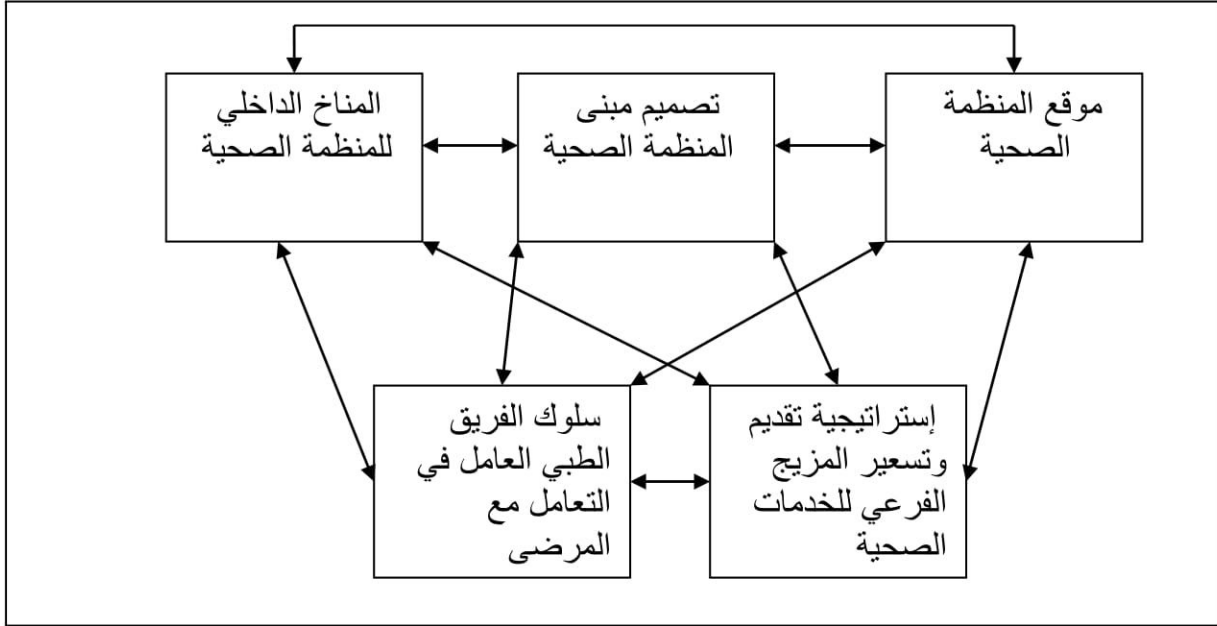 موقع المنظمة
الصحية
تصميم مبنى
المنظمة الصحية
المناخ الداخلي
للمنظمة الصحية
إستراتيجية تقديم
وتسعير المزيج
الفرعي للخدمات
الصحية
سلوك الفريق
الطبي العامل في
التعامل مع
المرضى